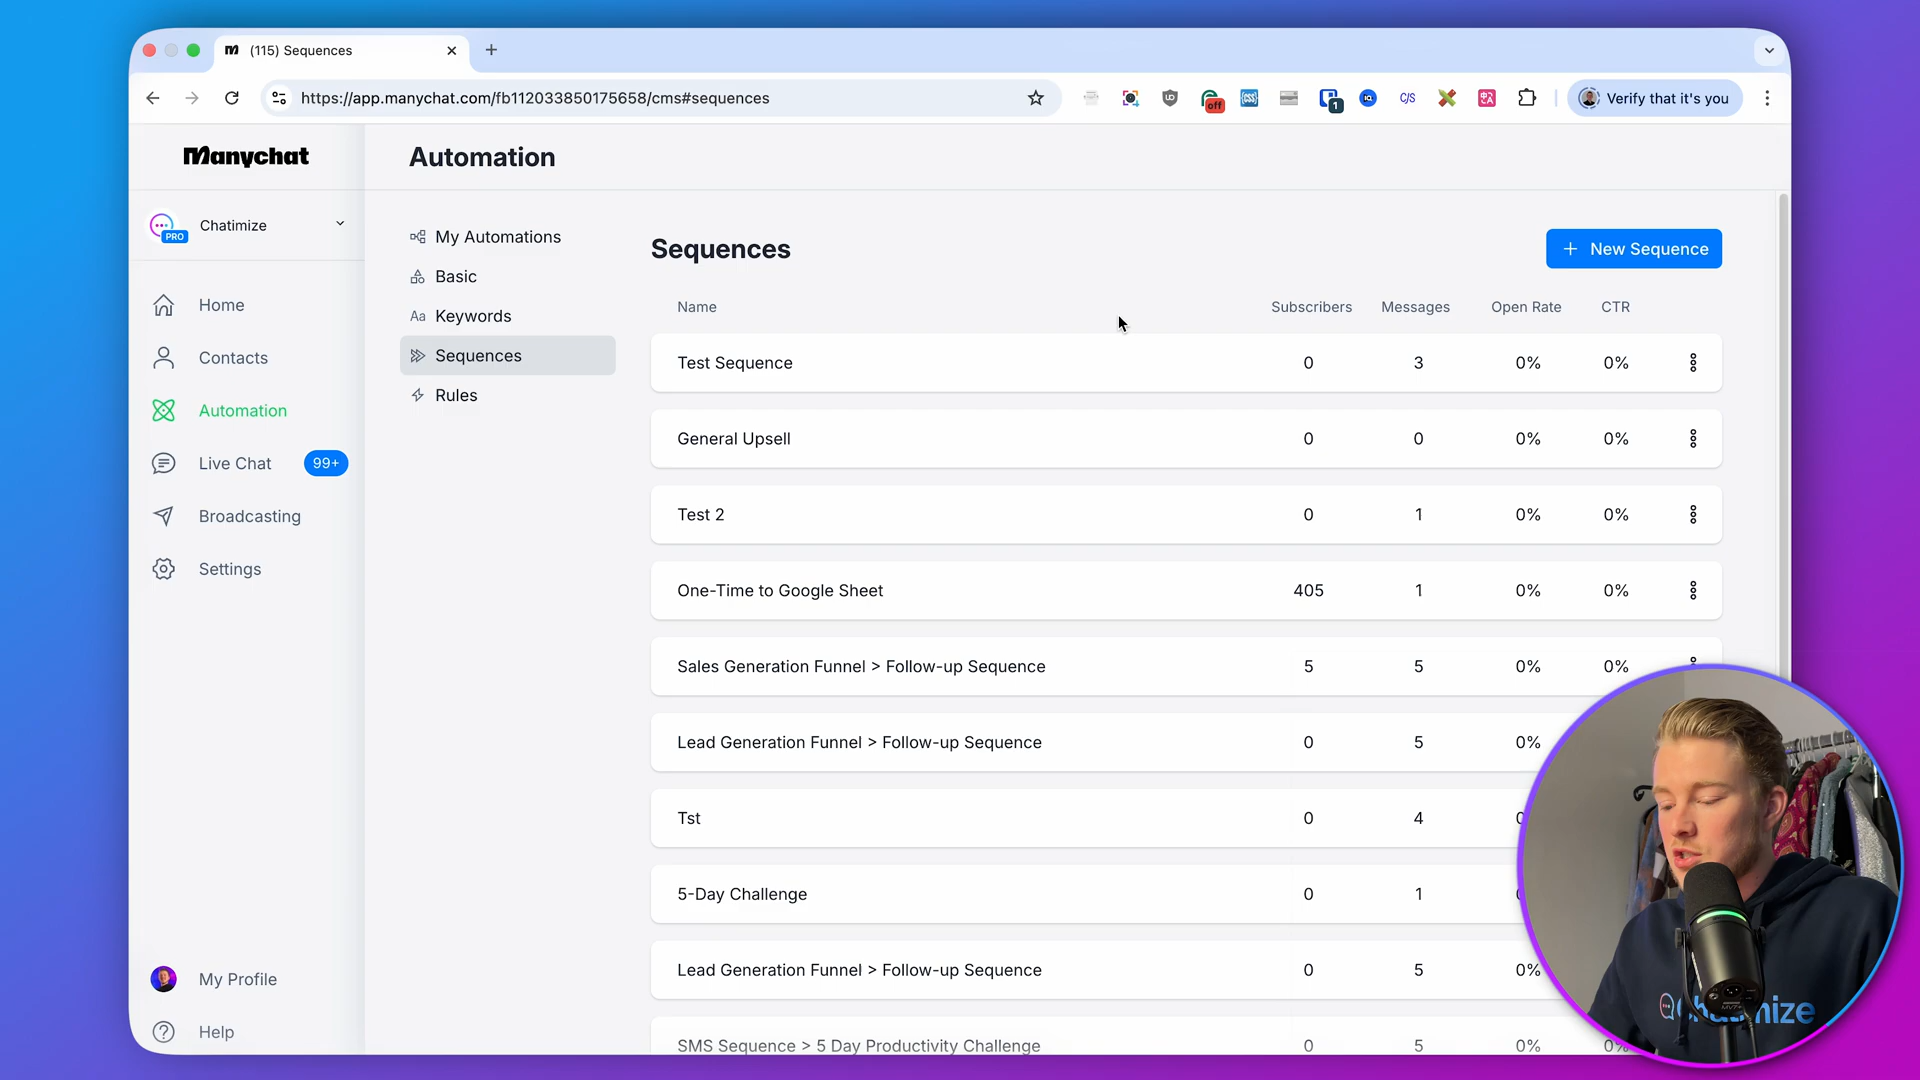 (115) Sequences
https://app.manychat.com/fb112033850175658/cms#sequences
off
1
C/S
Verify that it's you
Manychat
Automation
PRO
Chatimize
Home
Contacts
Automation
Live Chat
99+
Broadcasting
Settings
My Profile
Help
My Automations
Basic
Aa Keywords
Sequences
Rules
Sequences
+ New Sequence
Name Subscribers Messages Open Rate CTR
Test Sequence 0 3 0% 0%
General Upsell 0 0 0% 0%
Test 2 0 1 0% 0%
One-Time to Google Sheet 405 1 0% 0%
Sales Generation Funnel > Follow-up Sequence 5 5 0% 0%
Lead Generation Funnel > Follow-up Sequence 0 5 0%
Tst 0 4
5-Day Challenge 0 1
Lead Generation Funnel > Follow-up Sequence 0 5 0%
SMS Sequence > 5 Day Productivity Challenge 0 5 0%